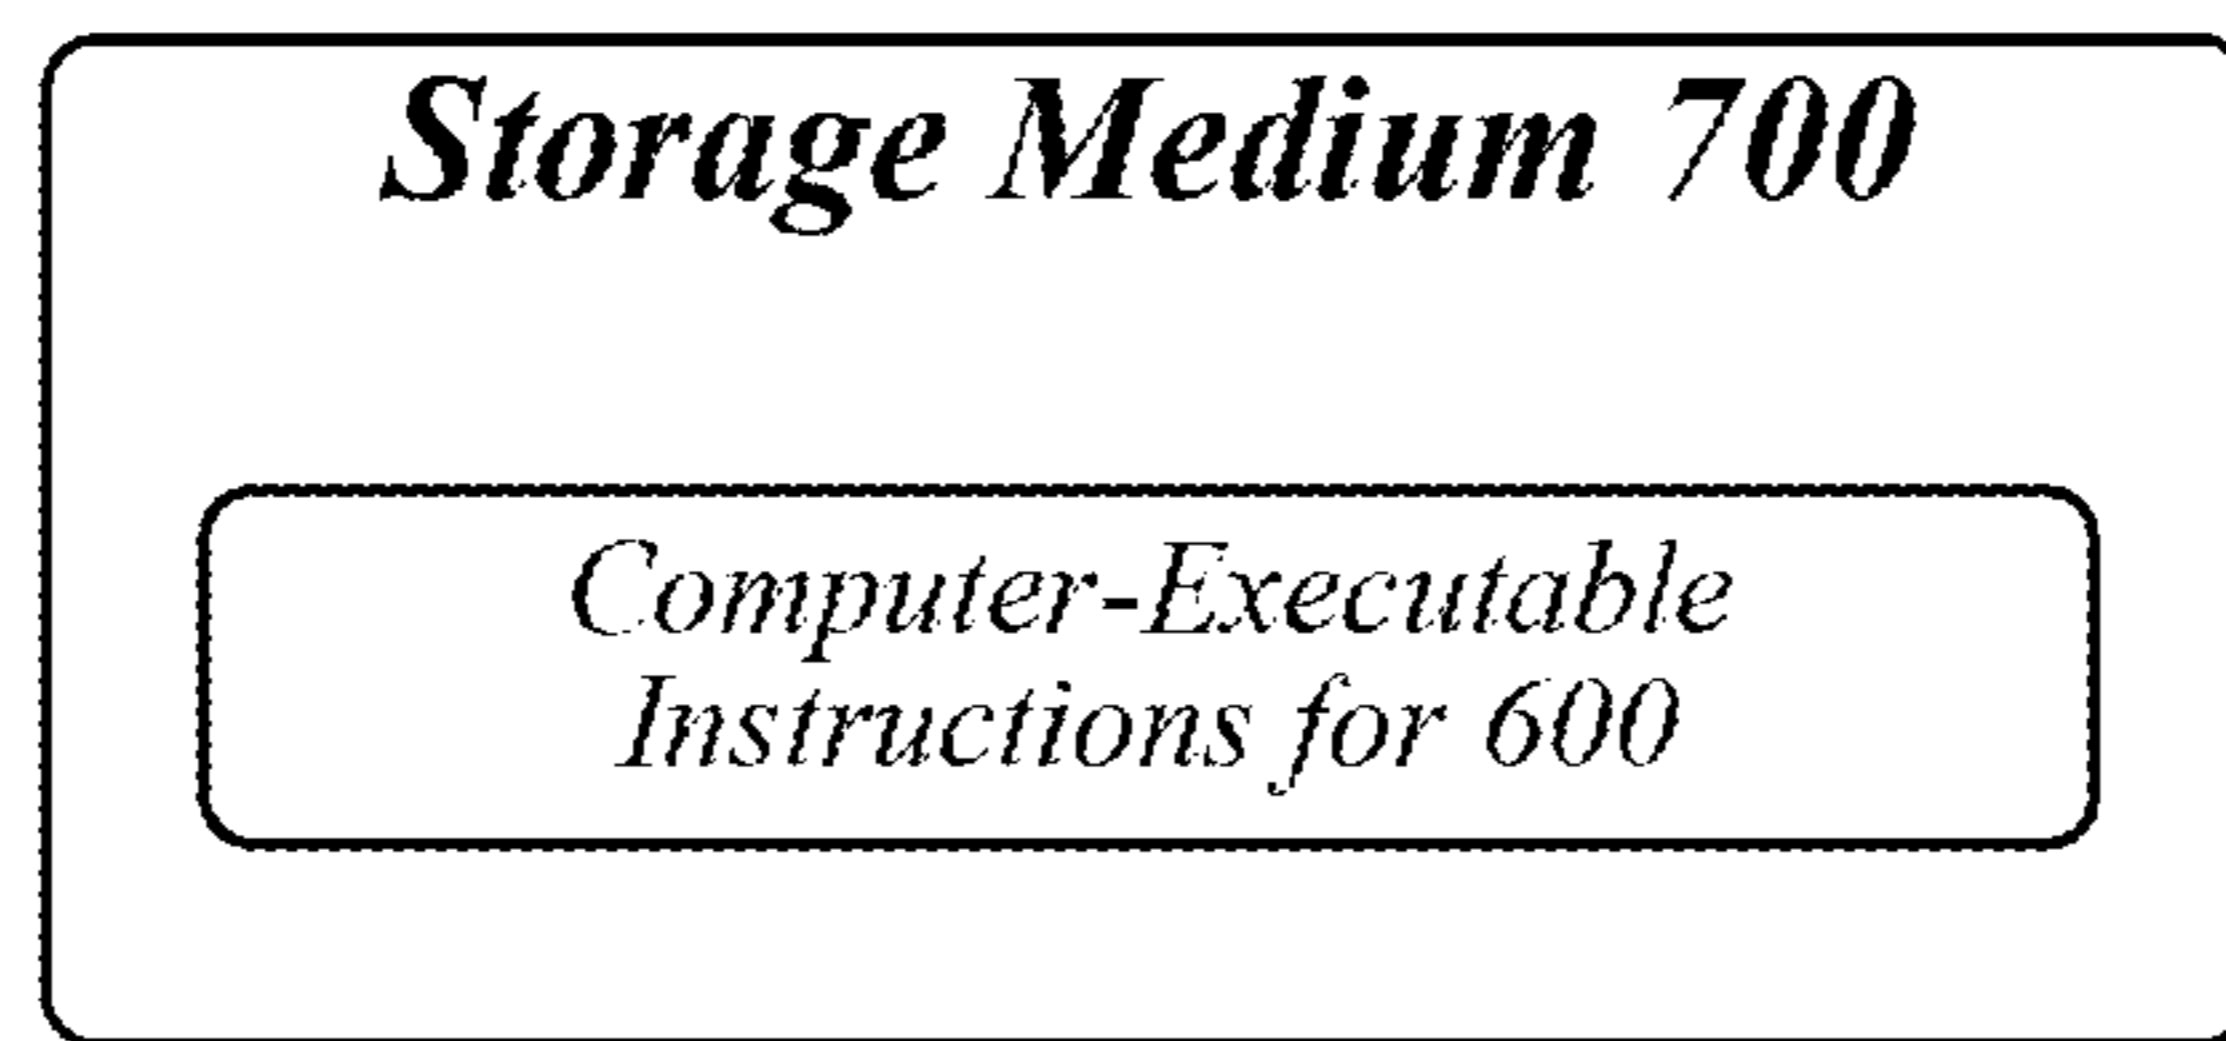 Storage Medium 700
Computer-Executable
Instructions for 600